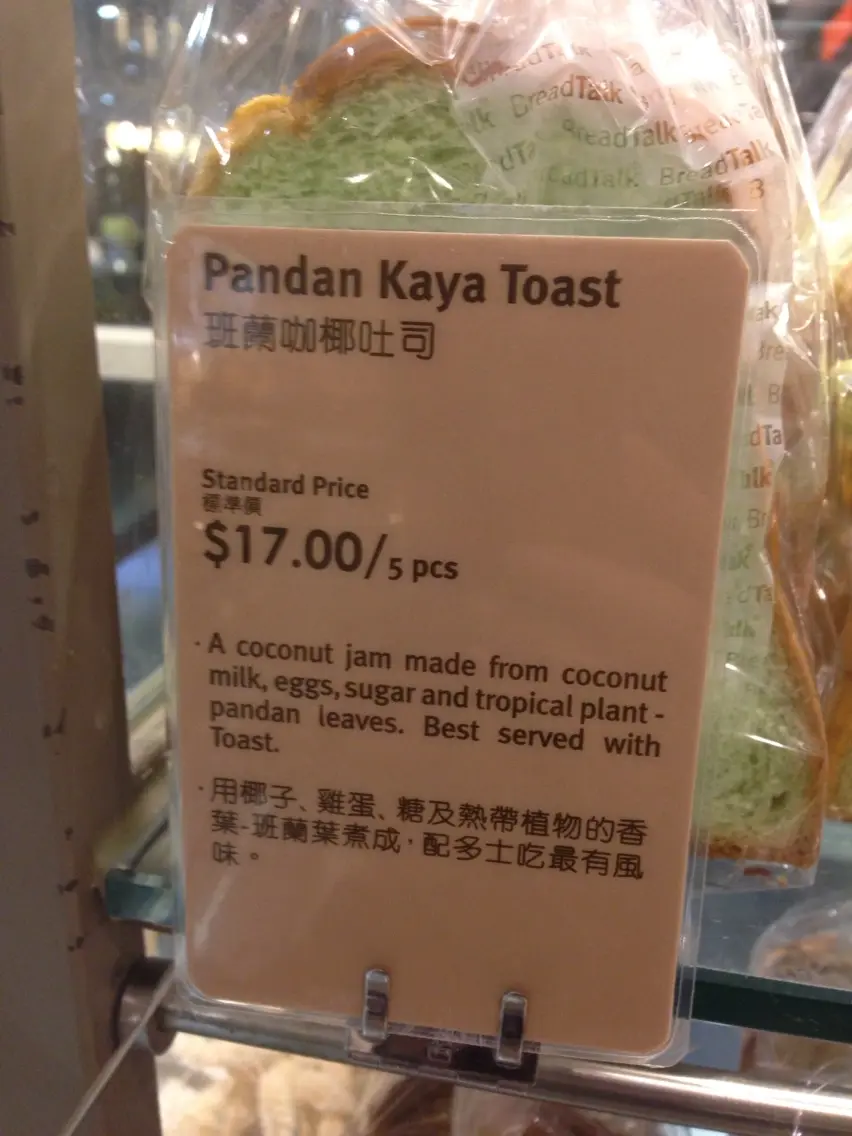 BreadTalk
BreadTalk
BreadTalk
Pandan Kaya Toast
班蘭咖椰吐司
Standard Price
標準價
$17.00/5 pcs
· A coconut jam made from coconut
milk, eggs, sugar and tropical plant -
pandan leaves. Best served with
Toast.
· 用椰子、雞蛋、糖及熱帶植物的香
葉-班蘭葉煮成，配多士吃最有風
味。